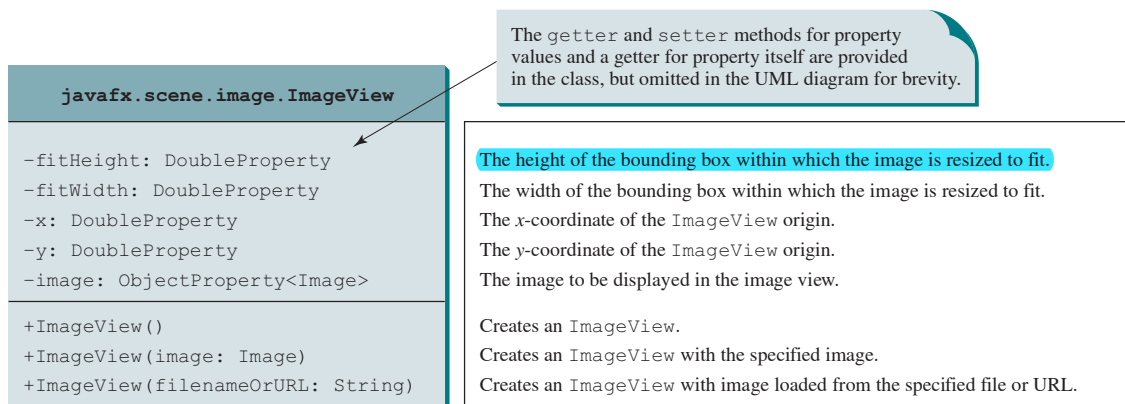 The getter and setter methods for property
values and a getter for property itself are provided
in the class, but omitted in the UML diagram for brevity.
javafx.scene.image.ImageView
-fitHeight: DoubleProperty The height of the bounding box within which the image is resized to fit.
-fitWidth: DoubleProperty The width of the bounding box within which the image is resized to fit.
-x: DoubleProperty The x-coordinate of the ImageView origin.
-y: DoubleProperty The y-coordinate of the ImageView origin.
-image: ObjectProperty<Image> The image to be displayed in the image view.
+ImageView() Creates an ImageView.
+ImageView(image: Image) Creates an ImageView with the specified image.
+ImageView(filenameOrURL: String) Creates an ImageView with image loaded from the specified file or URL.